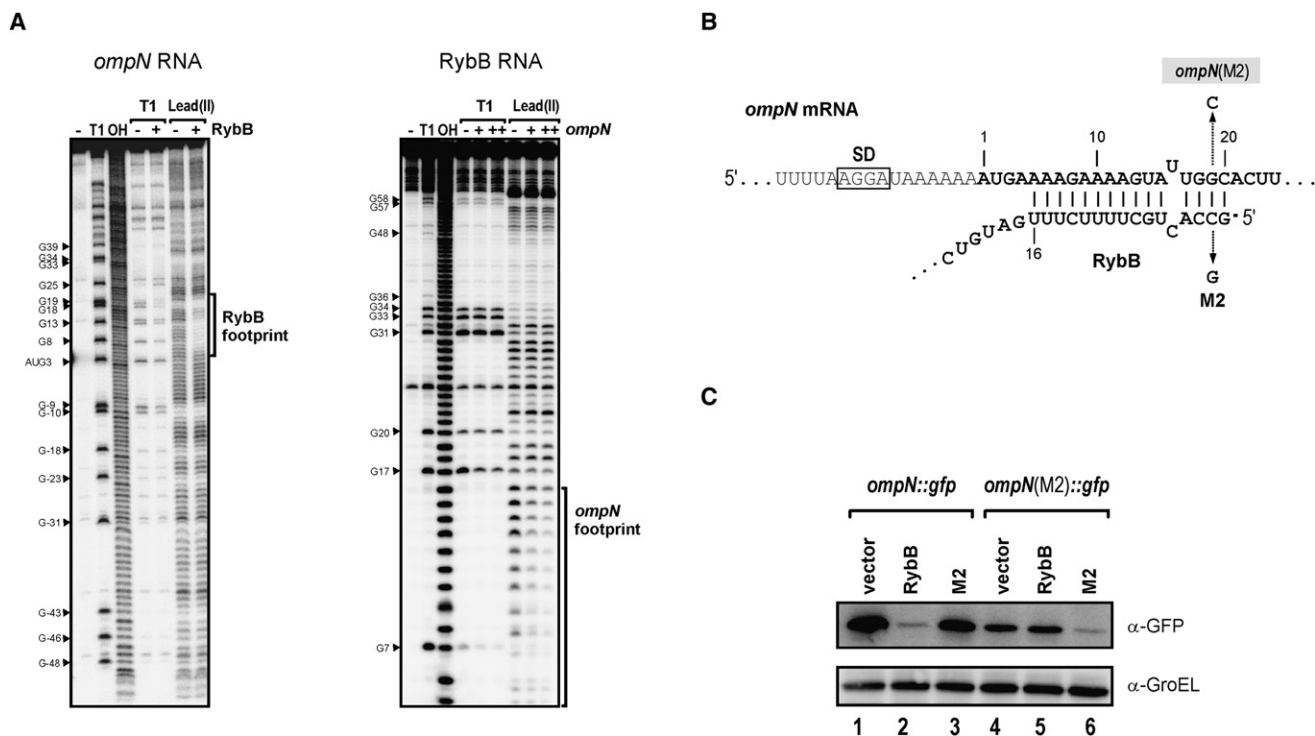 A
ompN RNA
T1 Lead(II)
- T1 OH - + - + RybB
G39
G34
G33
G25
G19
G18
G13
G8
AUG3
G-9
G-10
G-18
G-23
G-31
G-43
G-46
G-48
RybB
footprint
RybB RNA
T1 Lead(II)
- T1 OH - + ++ - + ++ ompN
G58
G57
G48
G36
G34
G33
G31
G20
G17
G7
ompN
footprint
B
ompN(M2)
C
ompN mRNA
1 10 20
SD
5'...UUUUAAGGAUAAAAAAAUGAAAAGAAAAGUAUUGGCACUU...
...CUGUAGUUUCUUUUCGUCACCG-5'
16
RybB
G
M2
C
ompN::gfp ompN(M2)::gfp
vector RybB M2 vector RybB M2
α-GFP
α-GroEL
1 2 3 4 5 6